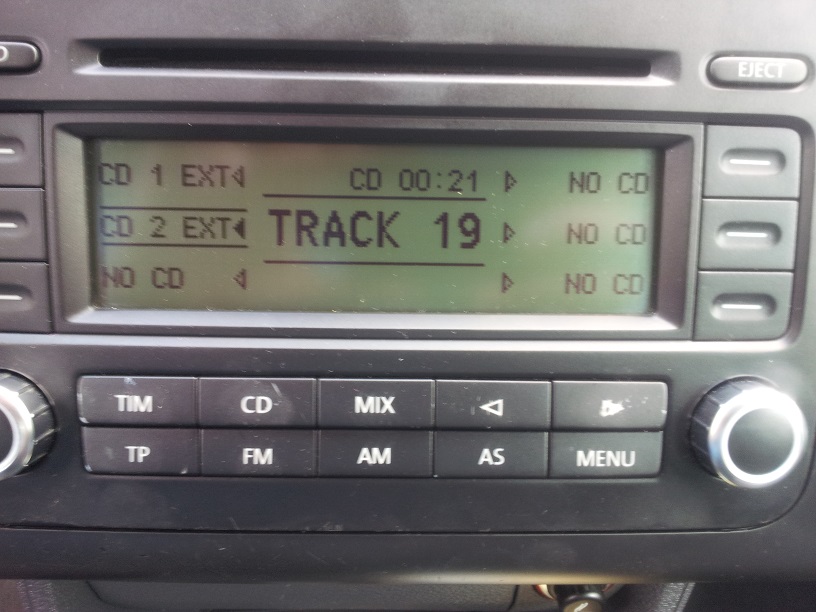 EJECT
CD 1 EXT CD 00:21 NO CD
CD 2 EXT TRACK 19 NO CD
NO CD NO CD
TIM CD MIX
TP FM AM AS MENU